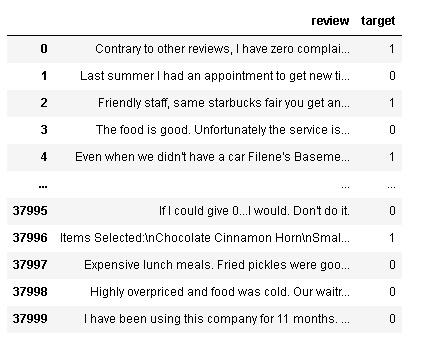 review target
0 Contrary to other reviews, I have zero complai... 1
1 Last summer I had an appointment to get new ti... 0
2 Friendly staff, same starbucks fair you get an... 1
3 The food is good. Unfortunately the service is... 0
4 Even when we didn't have a car Filene's Baseme... 1
... ... ...
37995 If I could give 0...I would. Don't do it. 0
37996 Items Selected:\nChocolate Cinnamon Horn\nSmal... 1
37997 Expensive lunch meals. Fried pickles were goo... 0
37998 Highly overpriced and food was cold. Our waitr... 0
37999 I have been using this company for 11 months. ... 0